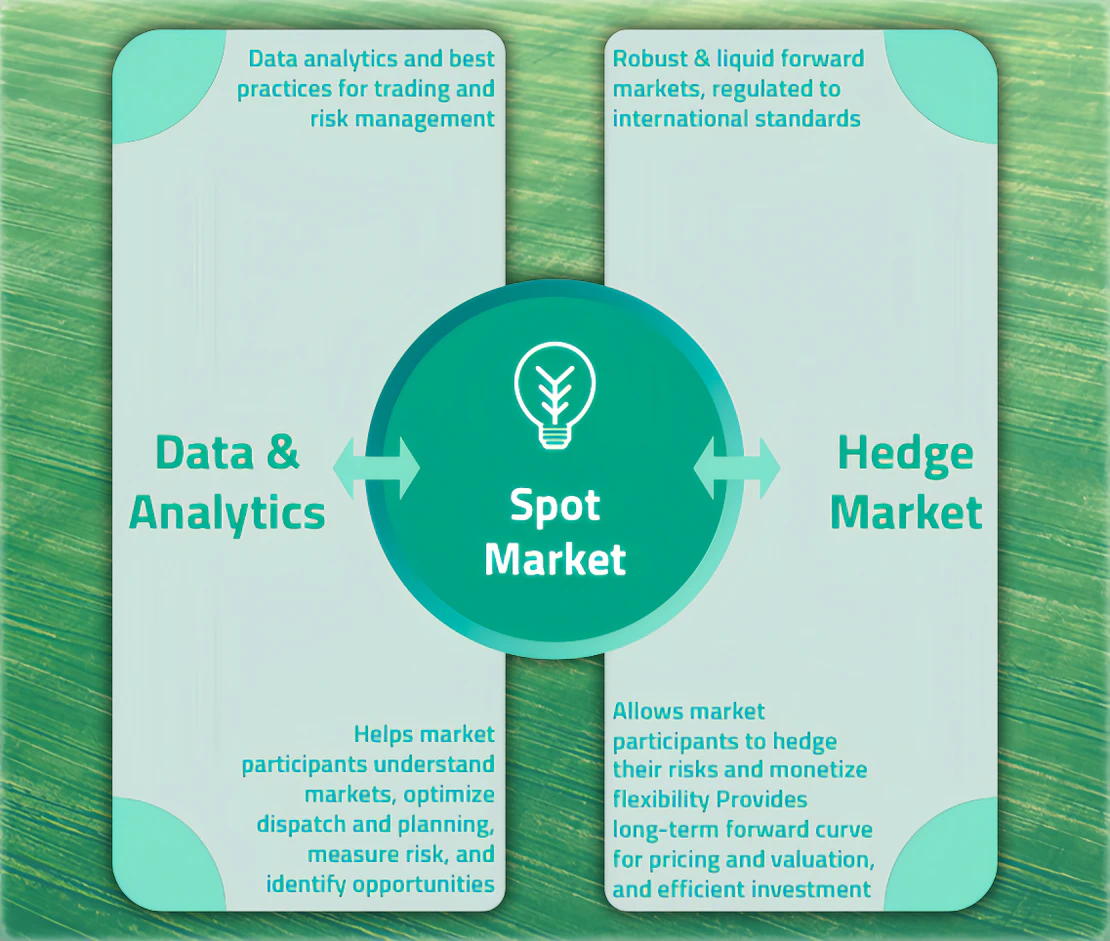 Data analytics and best
practices for trading and
risk management
Robust & liquid forward
markets, regulated to
international standards
Data &
Analytics
Spot
Market
Hedge
Market
Helps market
participants understand
markets, optimize
dispatch and planning,
measure risk, and
identify opportunities
Allows market
participants to hedge
their risks and monetize
flexibility Provides
long-term forward curve
for pricing and valuation,
and efficient investment